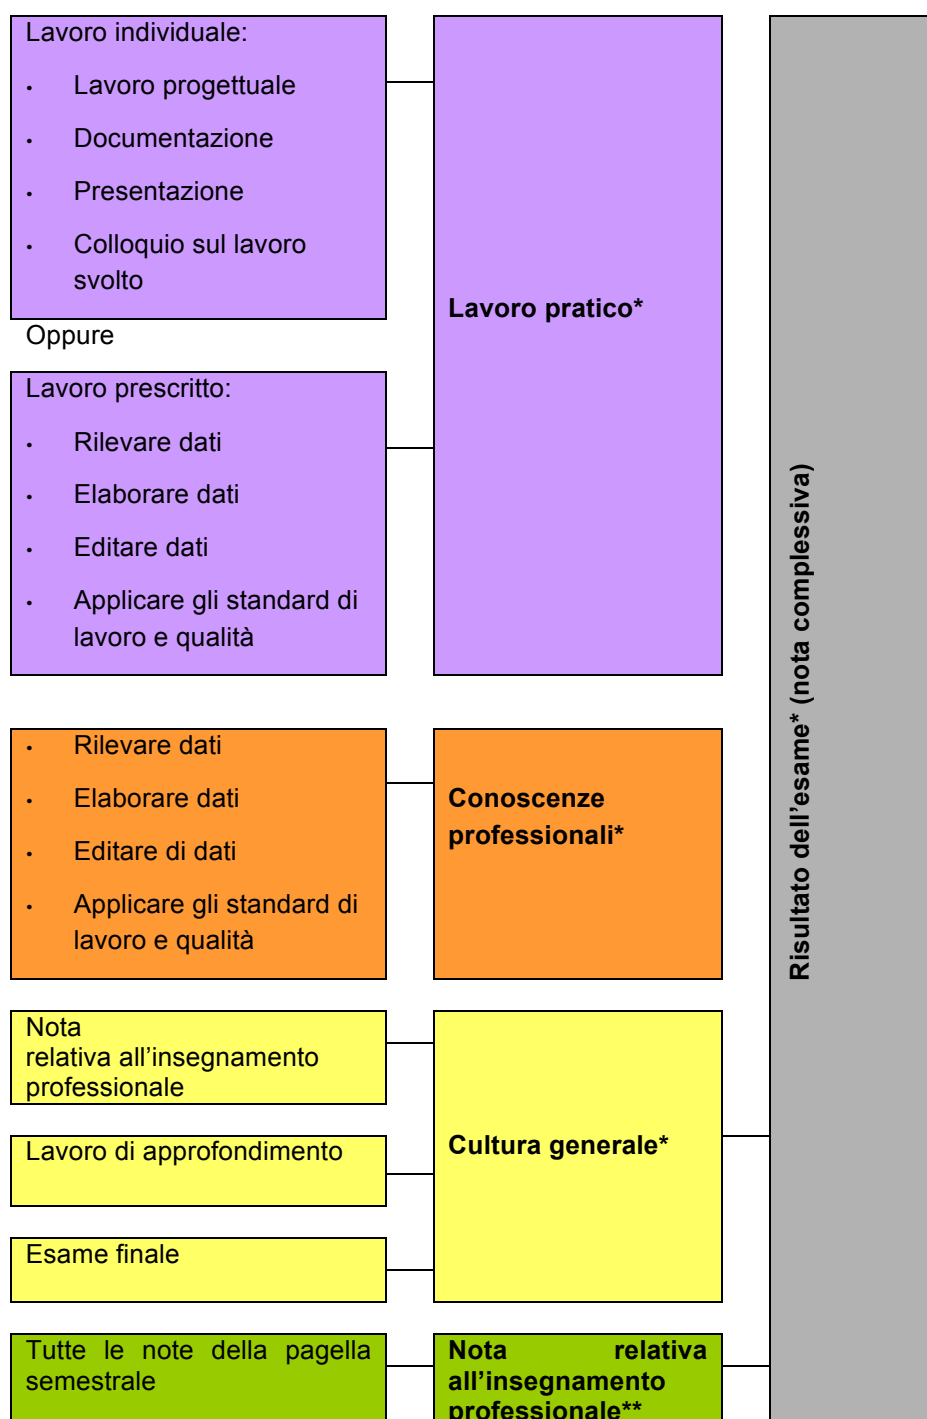 Lavoro individuale:
• Lavoro progettuale
• Documentazione
• Presentazione
• Colloquio sul lavoro
svolto
Lavoro pratico*
Oppure
Lavoro prescritto:
• Rilevare dati
• Elaborare dati
• Editare dati
• Applicare gli standard di
lavoro e qualità
Risultato dell'esame* (nota complessiva)
• Rilevare dati
• Elaborare dati
• Editare di dati
• Applicare gli standard di
lavoro e qualità
Conoscenze
professionali*
Nota
relativa all'insegnamento
professionale
Lavoro di approfondimento
Esame finale
Cultura generale*
Tutte le note della pagella
semestrale
Nota relativa
all'insegnamento
professionale**